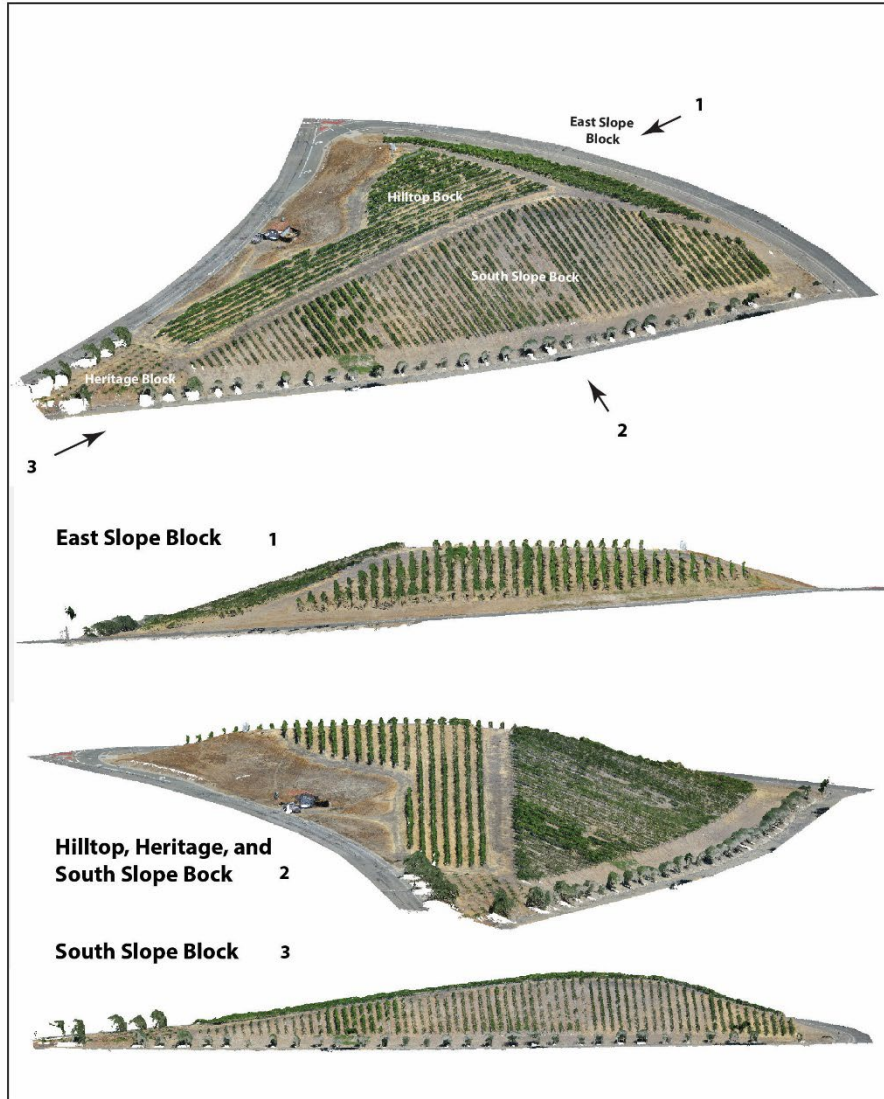 1
East Slope
Block
Hilltop Bock
South Slope Bock
Heritage Block
2
3
East Slope Block 1
Hilltop, Heritage, and
South Slope Bock 2
South Slope Block 3